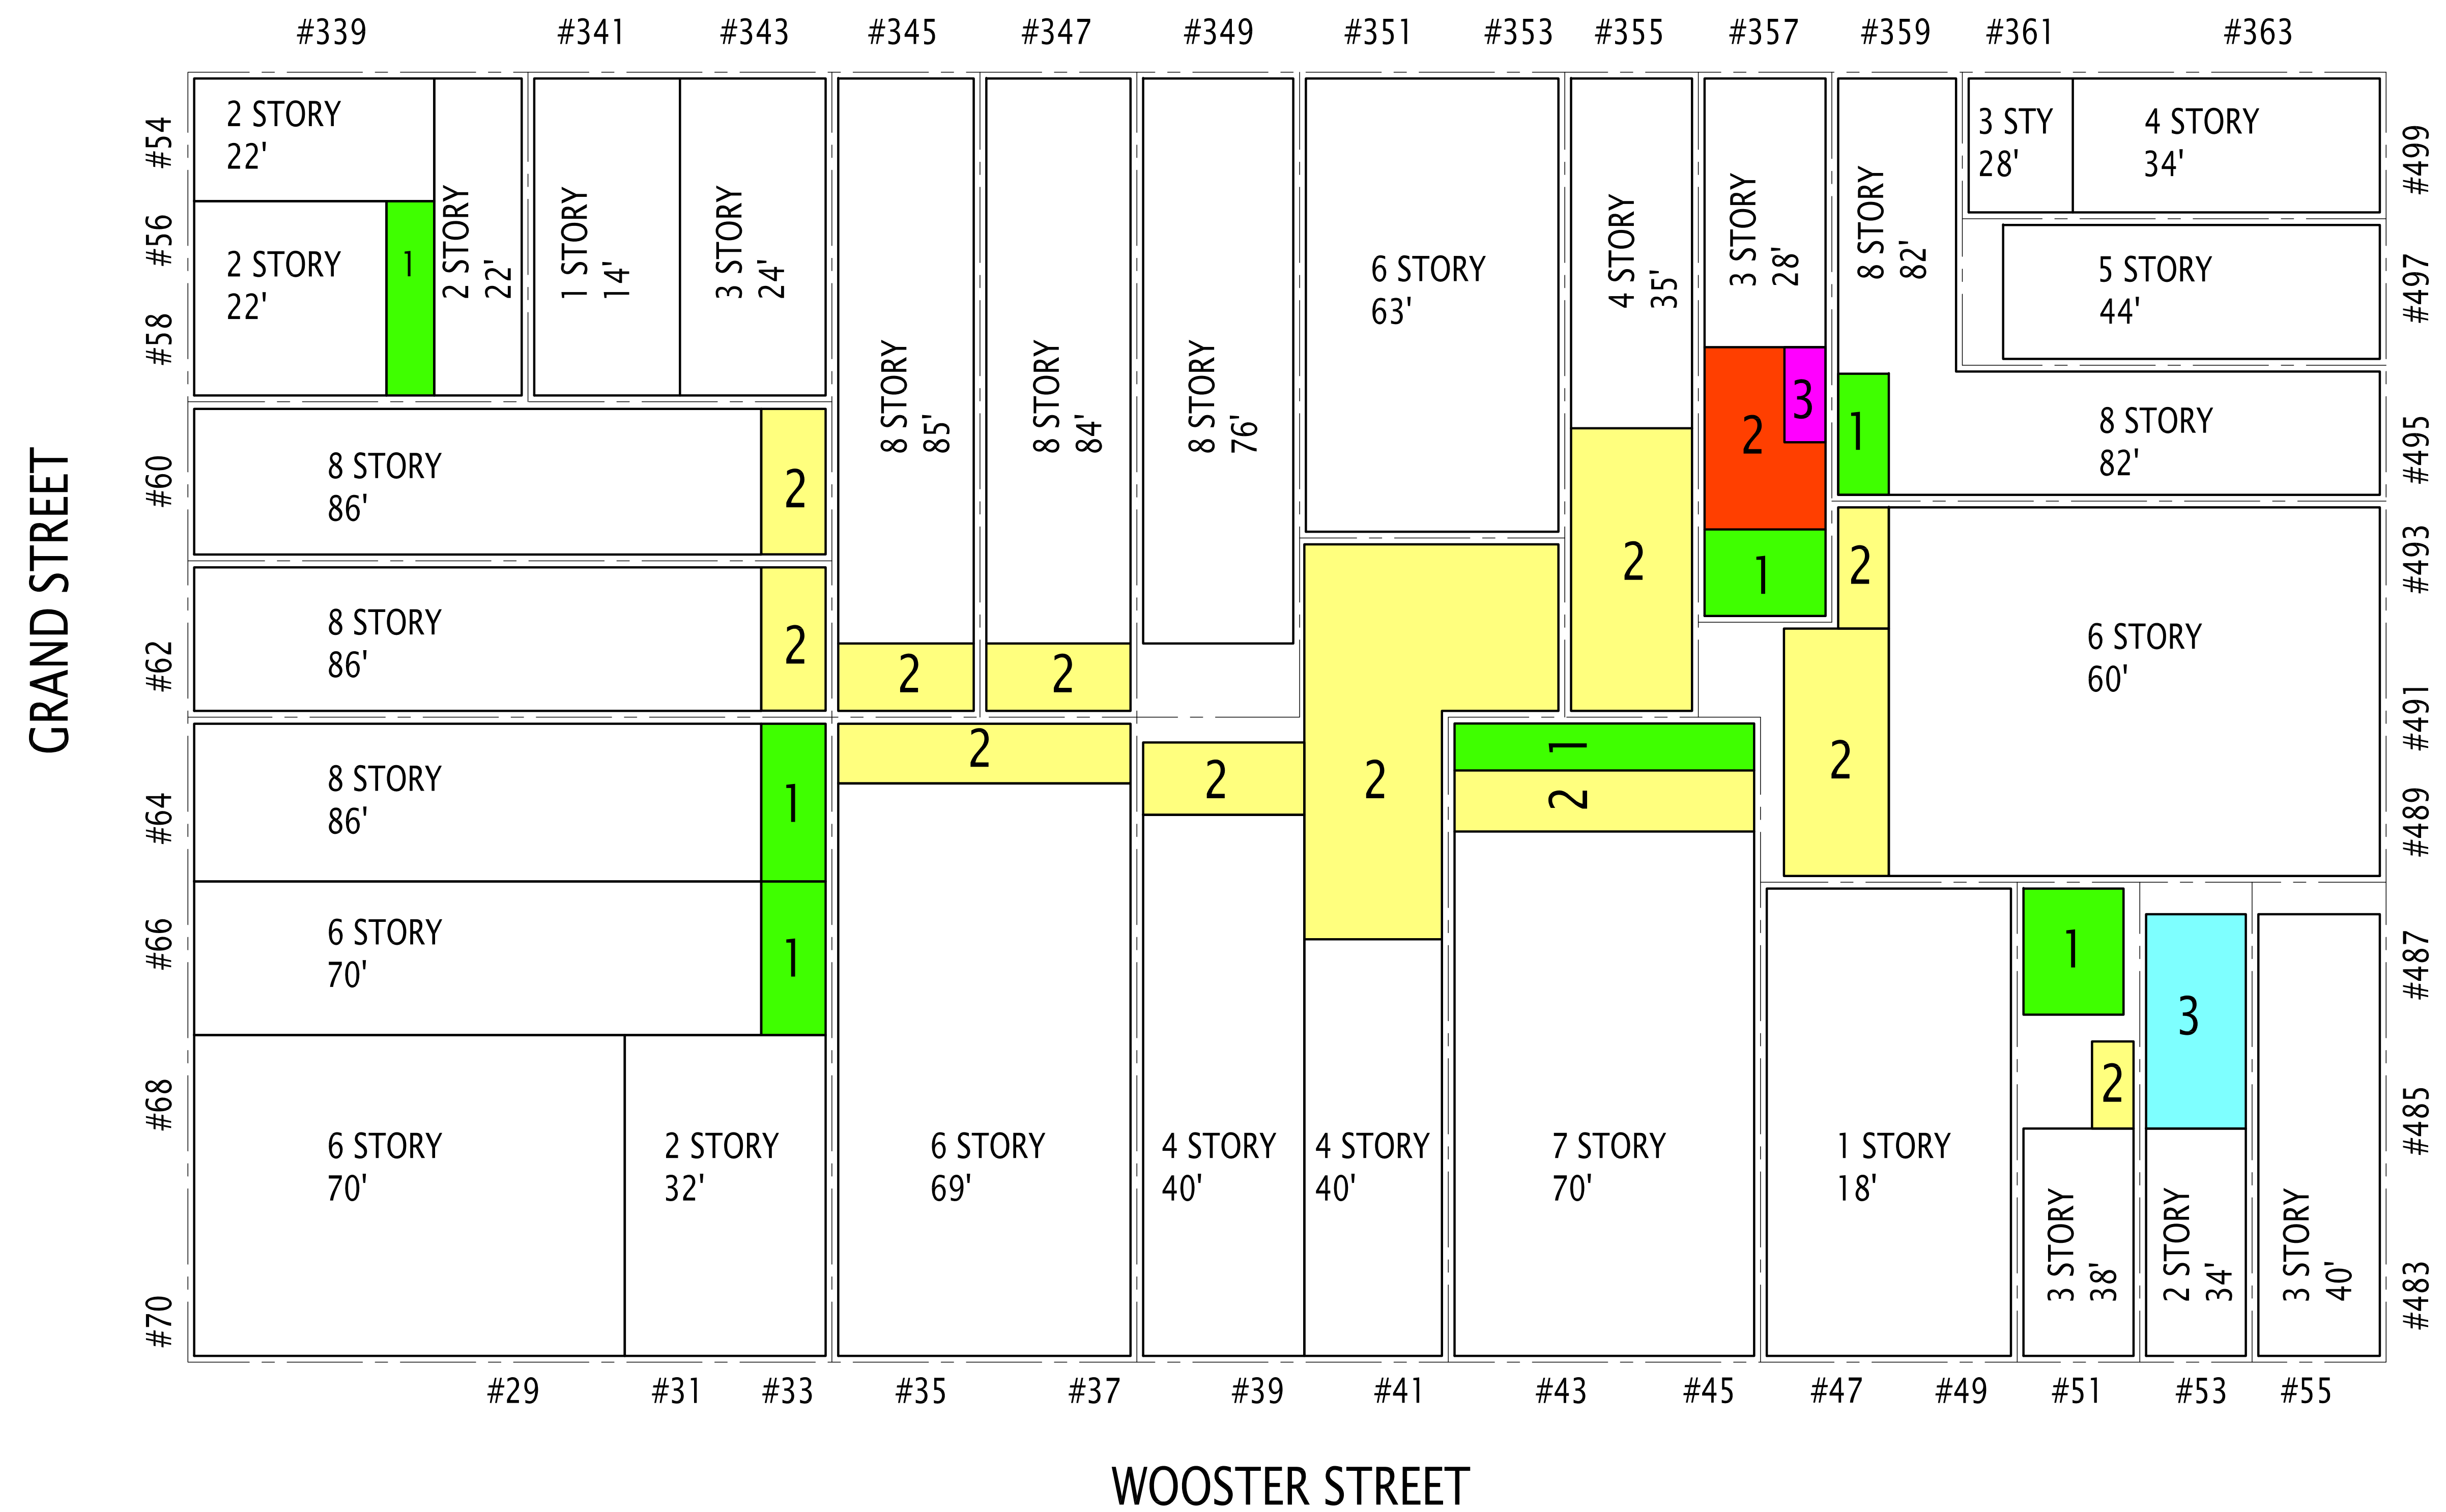 #339
#341
#343
#345
#347
#349
#351
#353
#355
#357
#359
#361
#363
GRAND STREET
#54
#56
#58
#60
#62
#64
#66
#68
#70
2 STORY
22'
2 STORY
22'
1
2 STORY
22'
1 STORY
14'
3 STORY
24'
8 STORY
86'
2
8 STORY
86'
2
8 STORY
86'
1
6 STORY
70'
1
6 STORY
70'
2 STORY
32'
8 STORY
85'
2
8 STORY
84'
2
8 STORY
76'
2
6 STORY
69'
2
4 STORY
40'
6 STORY
63'
2
4 STORY
40'
4 STORY
35'
2
3 STORY
28'
2
3
1
1
2
7 STORY
70'
8 STORY
82'
1
3 STY
28'
4 STORY
34'
5 STORY
44'
8 STORY
82'
2
2
6 STORY
60'
1 STORY
18'
1
2
3 STORY
38'
3
2 STORY
34'
3 STORY
40'
#499
#497
#495
#493
#491
#489
#487
#485
#483
#29
#31
#33
#35
#37
#39
#41
#43
#45
#47
#49
#51
#53
#55
WOOSTER STREET